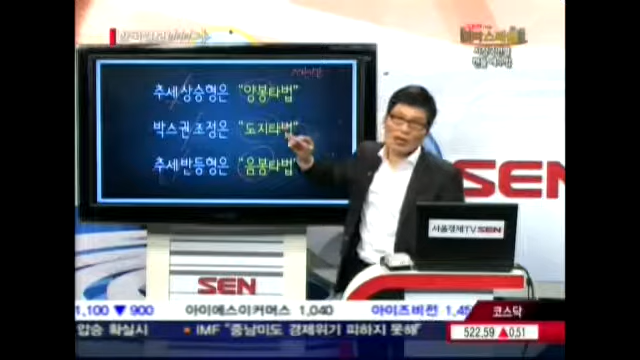 추세상승형은 "양봉타법"
박스권조정은 "도지타법"
추세반등형은 "음봉타법"
SEN
서울경제TV SEN
SEN
1,100 ▼ 900 아이에스이커머스 1,040 아이즈비전 1,45
코스닥
압승 확실시 ■ IMF "중남미도 경제위기 피하지 못해"
522.59 ▲0.51